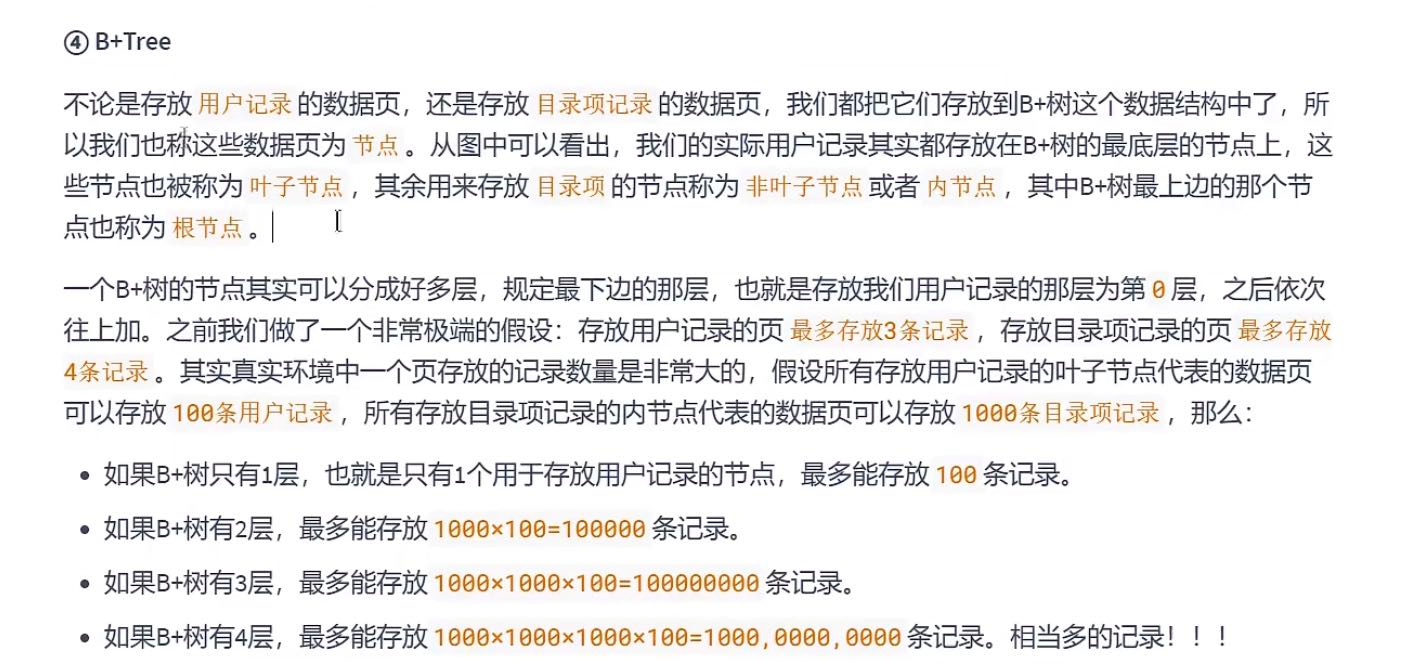 ④ B+Tree
不论是存放 用户记录 的数据页，还是存放 目录项记录 的数据页，我们都把它们存放到B+树这个数据结构中了，所
以我们也称这些数据页为 节点 。从图中可以看出，我们的实际用户记录其实都存放在B+树的最底层的节点上，这
些节点也被称为 叶子节点 ，其余用来存放 目录项 的节点称为 非叶子节点 或者 内节点 ，其中B+树最上边的那个节
点也称为 根节点 。
一个B+树的节点其实可以分成好多层，规定最下边的那层，也就是存放我们用户记录的那层为第 0 层，之后依次
往上加。之前我们做了一个非常极端的假设：存放用户记录的页 最多存放3条记录 ，存放目录项记录的页 最多存放
4条记录 。其实真实环境中一个页存放的记录数量是非常大的，假设所有存放用户记录的叶子节点代表的数据页
可以存放 100条用户记录 ，所有存放目录项记录的内节点代表的数据页可以存放 1000条目录项记录 ，那么：
• 如果B+树只有1层，也就是只有1个用于存放用户记录的节点，最多能存放 100 条记录。
• 如果B+树有2层，最多能存放 1000×100=100000 条记录。
• 如果B+树有3层，最多能存放 1000×1000×100=100000000 条记录。
• 如果B+树有4层，最多能存放 1000×1000×1000×100=1000,0000,0000 条记录。相当多的记录！！！